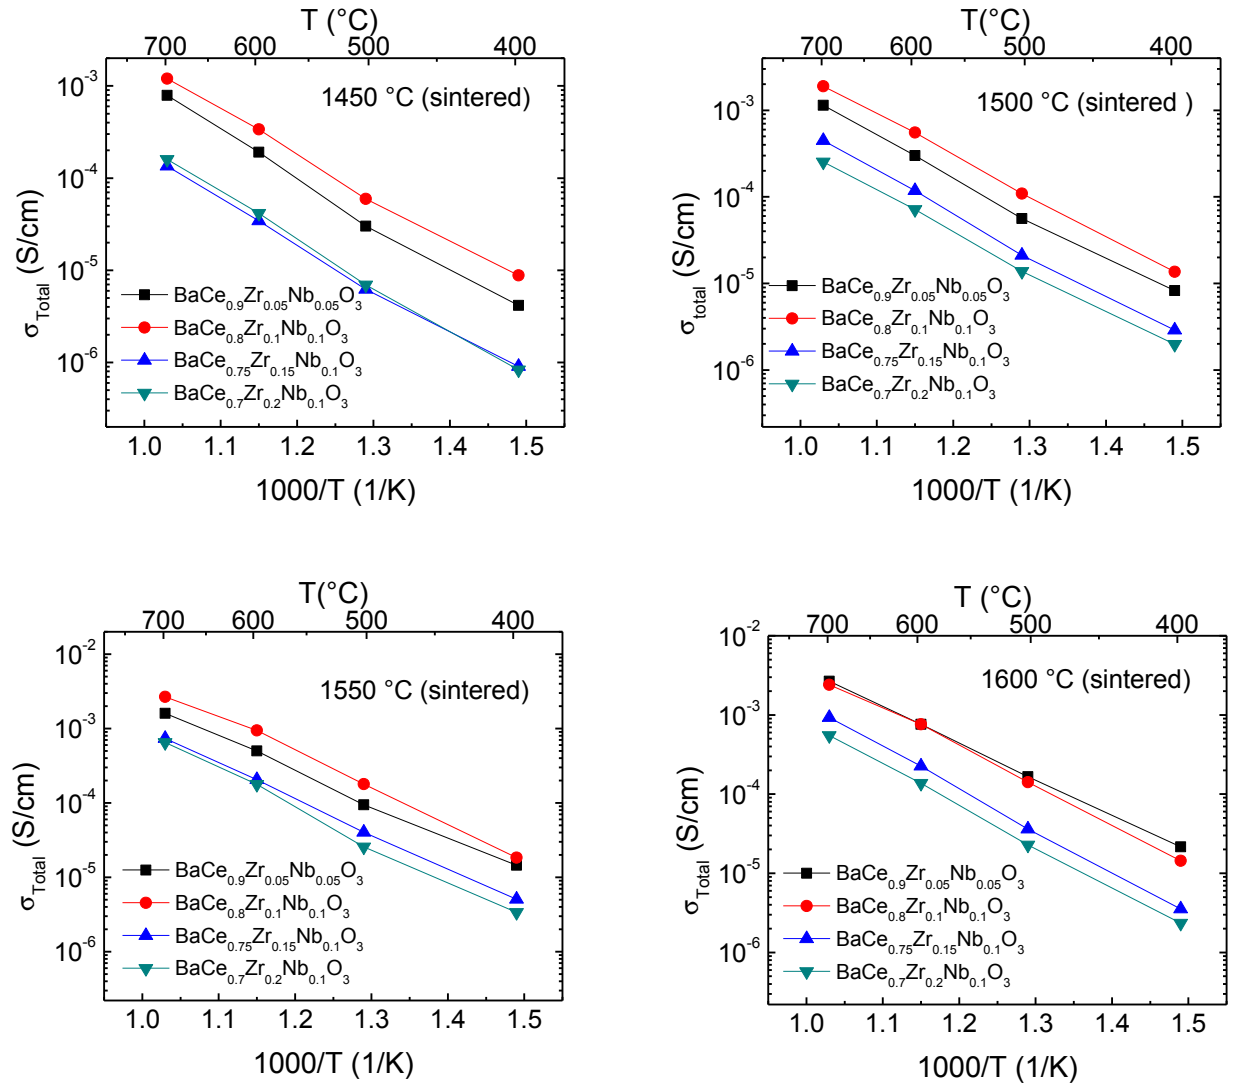 T (°C)
700 600 500 400
10⁻³
10⁻⁴
10⁻⁵
10⁻⁶
1450 °C (sintered)
σ_Total (S/cm)
BaCe₀.₉Zr₀.₀₅Nb₀.₀₅O₃
BaCe₀.₈Zr₀.₁Nb₀.₁O₃
BaCe₀.₇₅Zr₀.₁₅Nb₀.₁O₃
BaCe₀.₇Zr₀.₂Nb₀.₁O₃
1.0 1.1 1.2 1.3 1.4 1.5
1000/T (1/K)
T (°C)
700 600 500 400
10⁻³
10⁻⁴
10⁻⁵
10⁻⁶
1500 °C (sintered )
σ_total (S/cm)
BaCe₀.₉Zr₀.₀₅Nb₀.₀₅O₃
BaCe₀.₈Zr₀.₁Nb₀.₁O₃
BaCe₀.₇₅Zr₀.₁₅Nb₀.₁O₃
BaCe₀.₇Zr₀.₂Nb₀.₁O₃
1.0 1.1 1.2 1.3 1.4 1.5
1000/T (1/K)
T(°C)
700 600 500 400
10⁻²
10⁻³
10⁻⁴
10⁻⁵
10⁻⁶
1550 °C (sintered)
σ_Total (S/cm)
BaCe₀.₉Zr₀.₀₅Nb₀.₀₅O₃
BaCe₀.₈Zr₀.₁Nb₀.₁O₃
BaCe₀.₇₅Zr₀.₁₅Nb₀.₁O₃
BaCe₀.₇Zr₀.₂Nb₀.₁O₃
1.0 1.1 1.2 1.3 1.4 1.5
1000/T (1/K)
T (°C)
700 600 500 400
10⁻²
10⁻³
10⁻⁴
10⁻⁵
10⁻⁶
1600 °C (sintered)
σ_Total (S/cm)
BaCe₀.₉Zr₀.₀₅Nb₀.₀₅O₃
BaCe₀.₈Zr₀.₁Nb₀.₁O₃
BaCe₀.₇₅Zr₀.₁₅Nb₀.₁O₃
BaCe₀.₇Zr₀.₂Nb₀.₁O₃
1.0 1.1 1.2 1.3 1.4 1.5
1000/T (1/K)